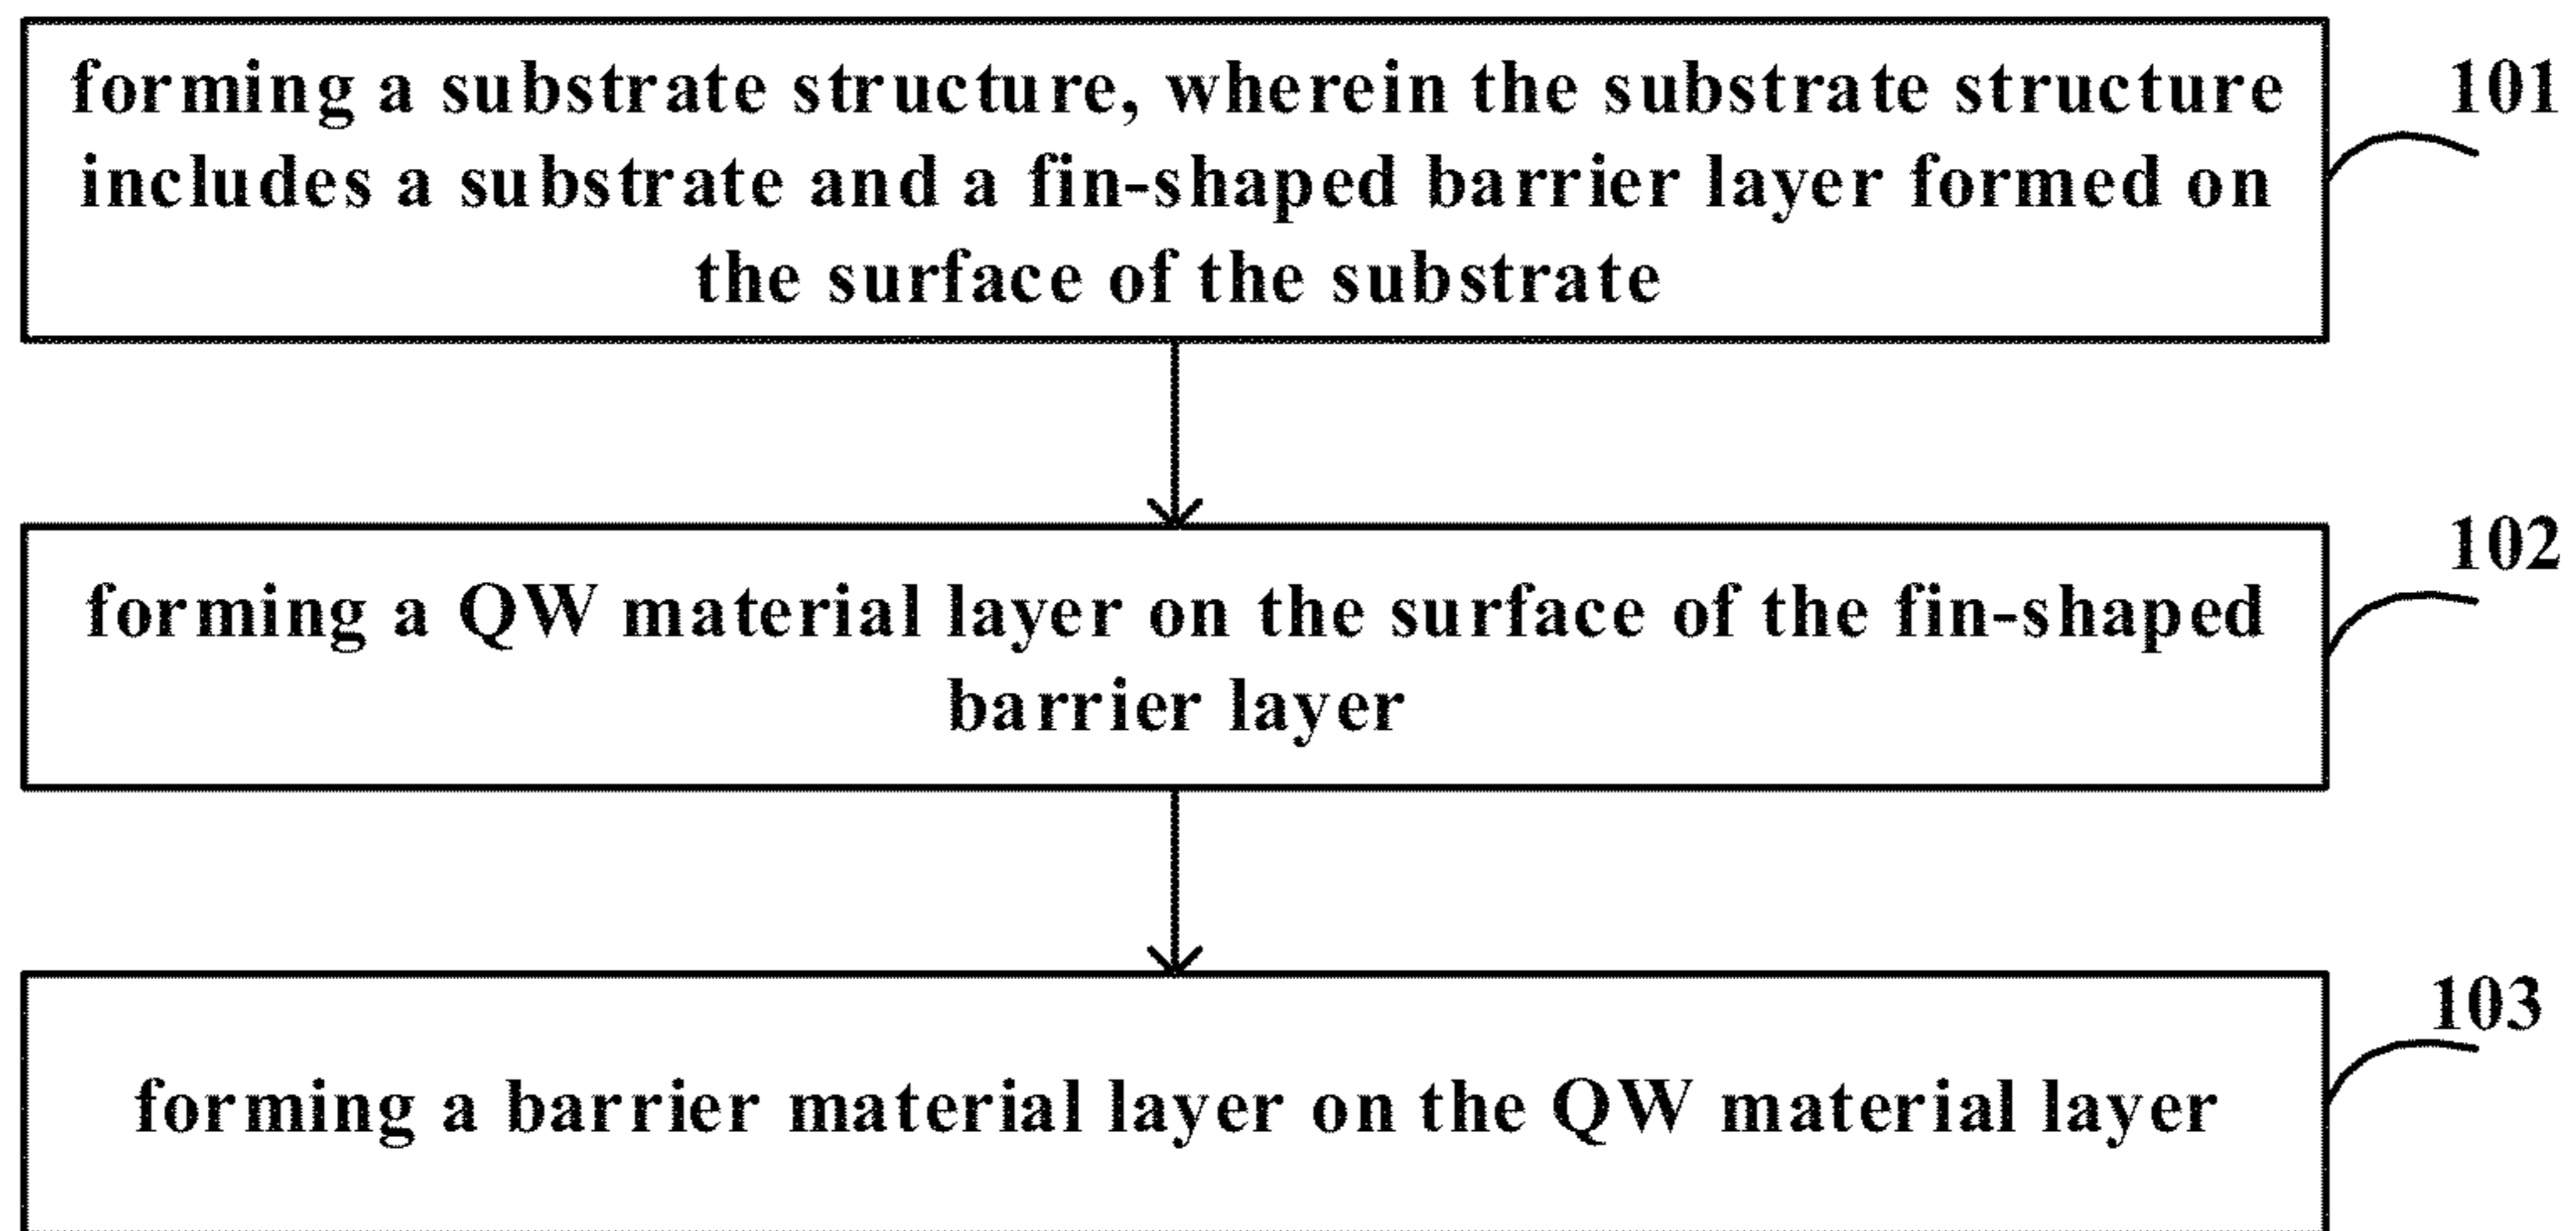 forming a substrate structure, wherein the substrate structure
101
includes a substrate and a fin-shaped barrier layer formed on
the surface of the substrate
102
forming a QW material layer on the surface of the fin-shaped
barrier layer
103
forming a barrier material layer on the QW material layer